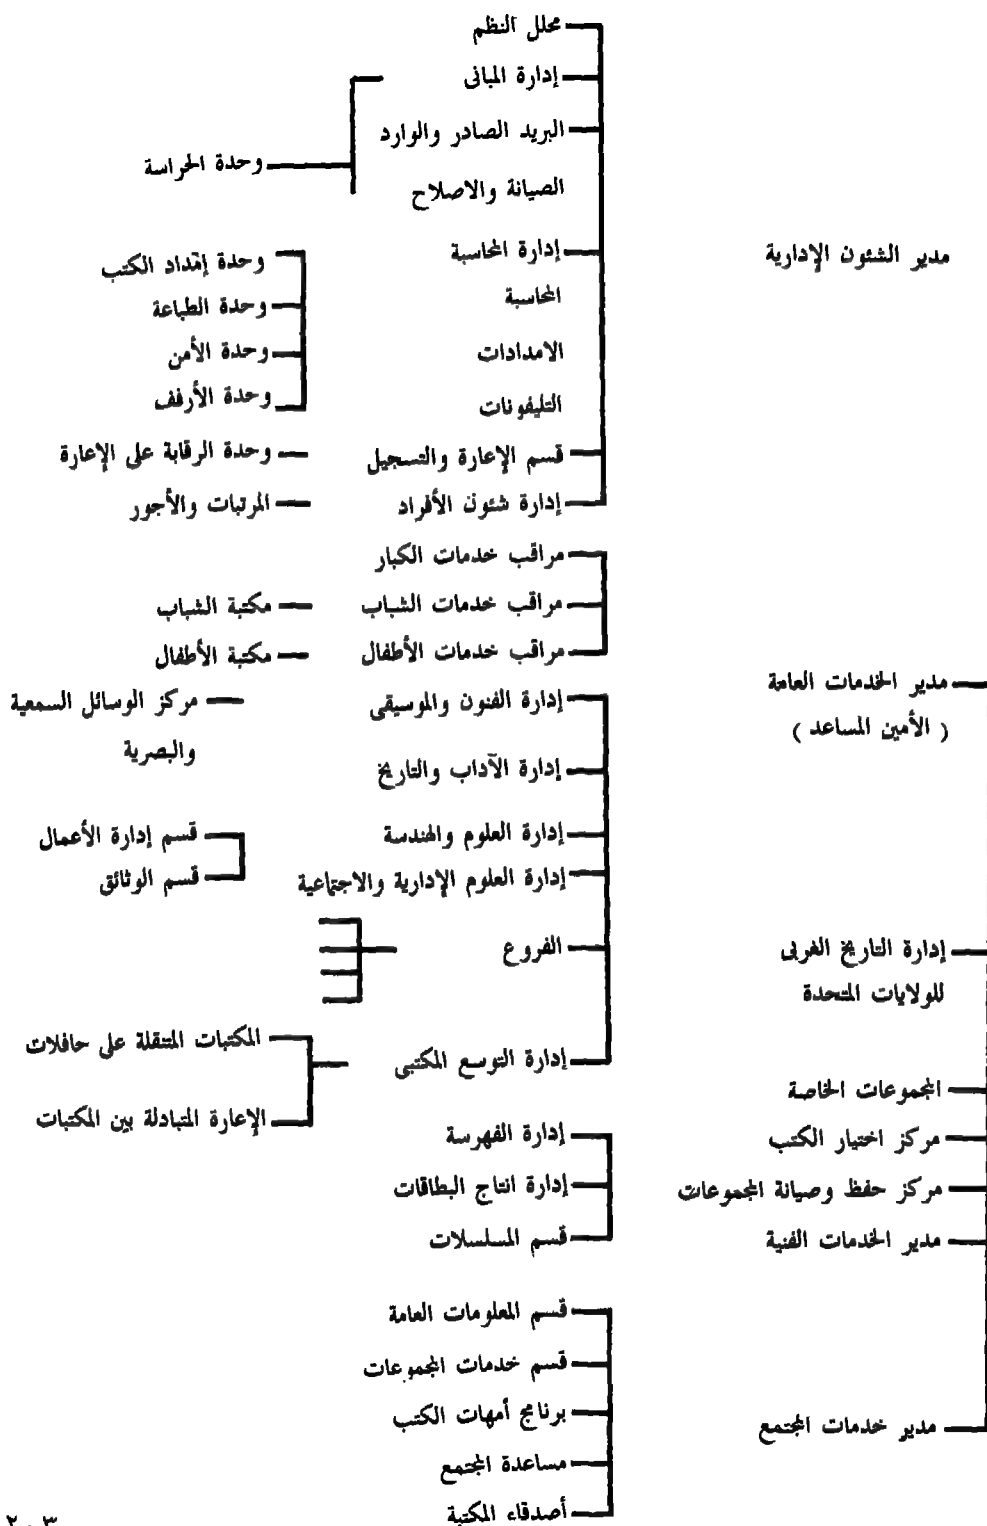 محلل النظم
إدارة المبانى
البريد الصادر والوارد
وحدة الحراسة
الصيانة والاصلاح
مدير الشئون الإدارية
إدارة المحاسبة
وحدة إمداد الكتب
المحاسبة
وحدة الطباعة
الامدادات
وحدة الأمن
التليفونات
وحدة الأرفف
قسم الإعارة والتسجيل
وحدة الرقابة على الإعارة
إدارة شئون الأفراد
المرتبات والأجور
مراقب خدمات الكبار
مراقب خدمات الشباب
مكتبة الشباب
مراقب خدمات الأطفال
مكتبة الأطفال
مدير الخدمات العامة
( الأمين المساعد )
إدارة الفنون والموسيقى
مركز الوسائل السمعية
والبصرية
إدارة الآداب والتاريخ
إدارة العلوم والهندسة
قسم إدارة الأعمال
إدارة العلوم الإدارية والاجتماعية
قسم الوثائق
إدارة التاريخ الغربى
للولايات المتحدة
الفروع
إدارة التوسع المكتبى
المكتبات المتنقلة على حافلات
الإعارة المتبادلة بين المكتبات
المجموعات الخاصة
مركز اختيار الكتب
إدارة الفهرسة
مركز حفظ وصيانة المجموعات
إدارة انتاج البطاقات
مدير الخدمات الفنية
قسم المسلسلات
قسم المعلومات العامة
قسم خدمات المجموعات
برنامج أمهات الكتب
مدير خدمات المجتمع
مساعدة المجتمع
أصدقاء المكتبة
٢٠٣